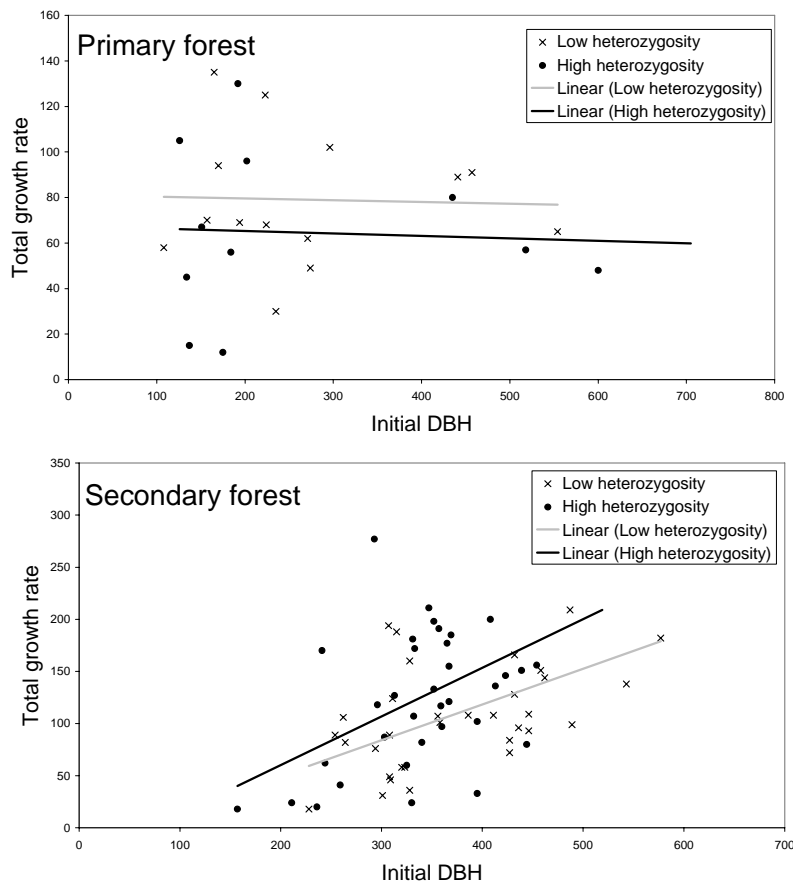 160
140
120
100
80
60
40
20
0
Total growth rate
Primary forest
Low heterozygosity
High heterozygosity
Linear (Low heterozygosity)
Linear (High heterozygosity)
0 100 200 300 400 500 600 700 800
Initial DBH
350
300
250
200
150
100
50
0
Total growth rate
Secondary forest
Low heterozygosity
High heterozygosity
Linear (Low heterozygosity)
Linear (High heterozygosity)
0 100 200 300 400 500 600 700
Initial DBH